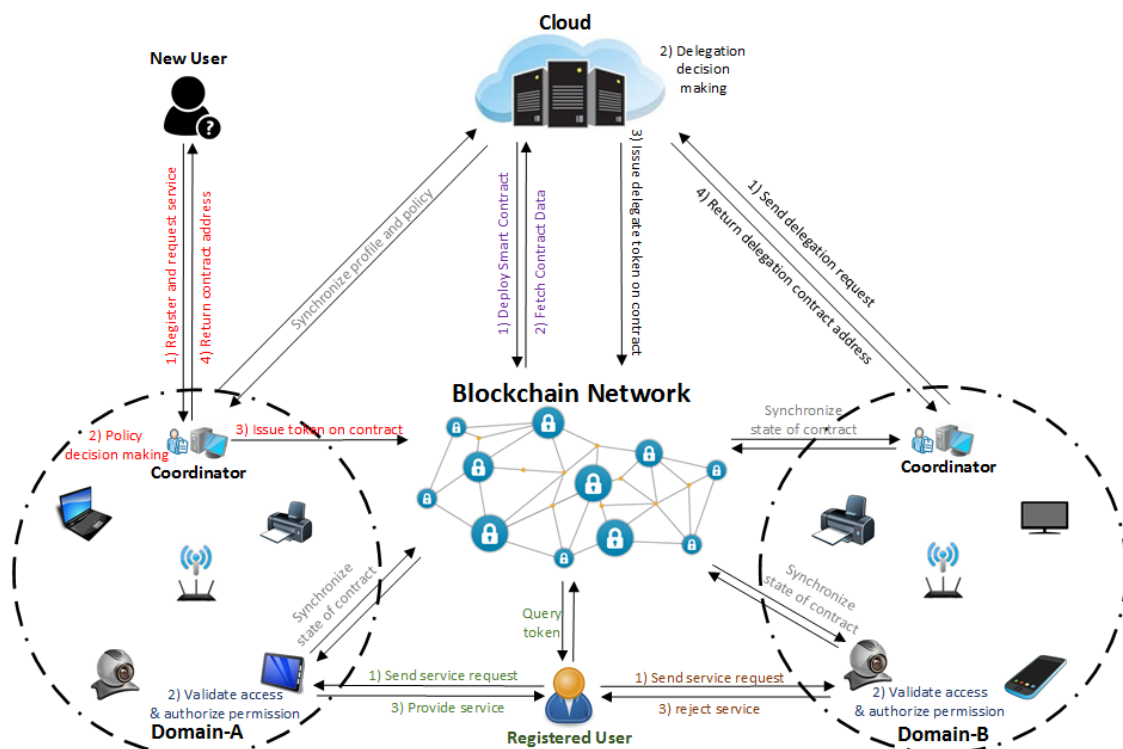 Cloud
New User
2) Delegation
decision
making
1) Register and request service
4) Return contract address
Synchronize profile and policy
1) Deploy Smart Contract
2) Fetch Contract Data
3) Issue delegate token on contract
1) Send delegation request
4) Return delegation contract address
Blockchain Network
2) Policy
decision making
3) Issue token on contract
Coordinator
Synchronize
state of contract
Coordinator
Synchronize
state of contract
Synchronize
state of contract
Query
token
1) Send service request
3) Provide service
1) Send service request
3) reject service
2) Validate access
& authorize permission
Domain-A
2) Validate access
& authorize permission
Domain-B
Registered User